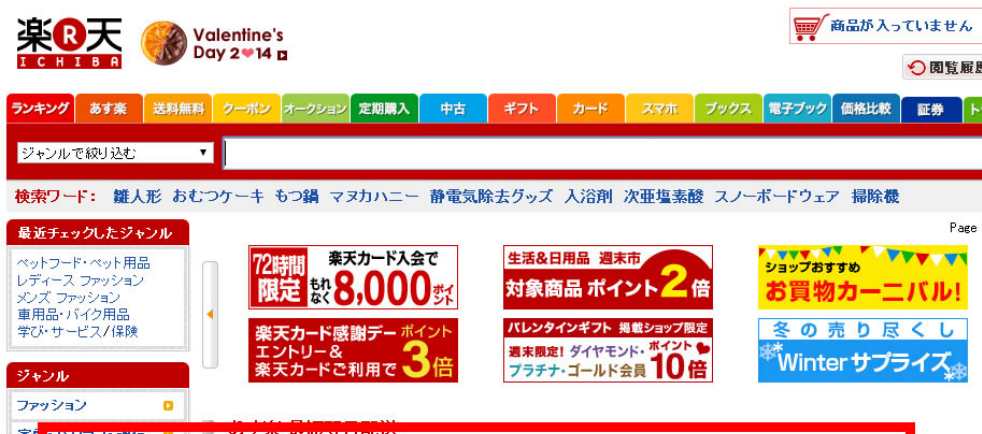 楽R天
ICHIBA
Valentine's
Day 2 14
商品が入っていません
閲覧履歴
ランキング あす楽 送料無料 クーポン オークション 定期購入 中古 ギフト カード スマホ ブックス 電子ブック 価格比較 証券 ト
ジャンルで絞り込む
検索ワード: 雛人形 おむつケーキ もつ鍋 マヌカハニー 静電気除去グッズ 入浴剤 次亜塩素酸 スノーボードウェア 掃除機
Page
最近チェックしたジャンル
ペットフード・ペット用品
レディース ファッション
メンズ ファッション
車用品・バイク用品
学び・サービス/保険
ジャンル
ファッション
72時間
限定
楽天カード入会で
もれなく8,000ポイント
生活&日用品 週末市
対象商品 ポイント2倍
ショップおすすめ
お買物カーニバル!
楽天カード感謝デー ポイント
エントリー&
楽天カードご利用で 3倍
バレンタインギフト 掲載ショップ限定
週末限定! ダイヤモンド・ ポイント
プラチナ・ゴールド会員 10倍
冬の売り尽くし
Winterサプライズ